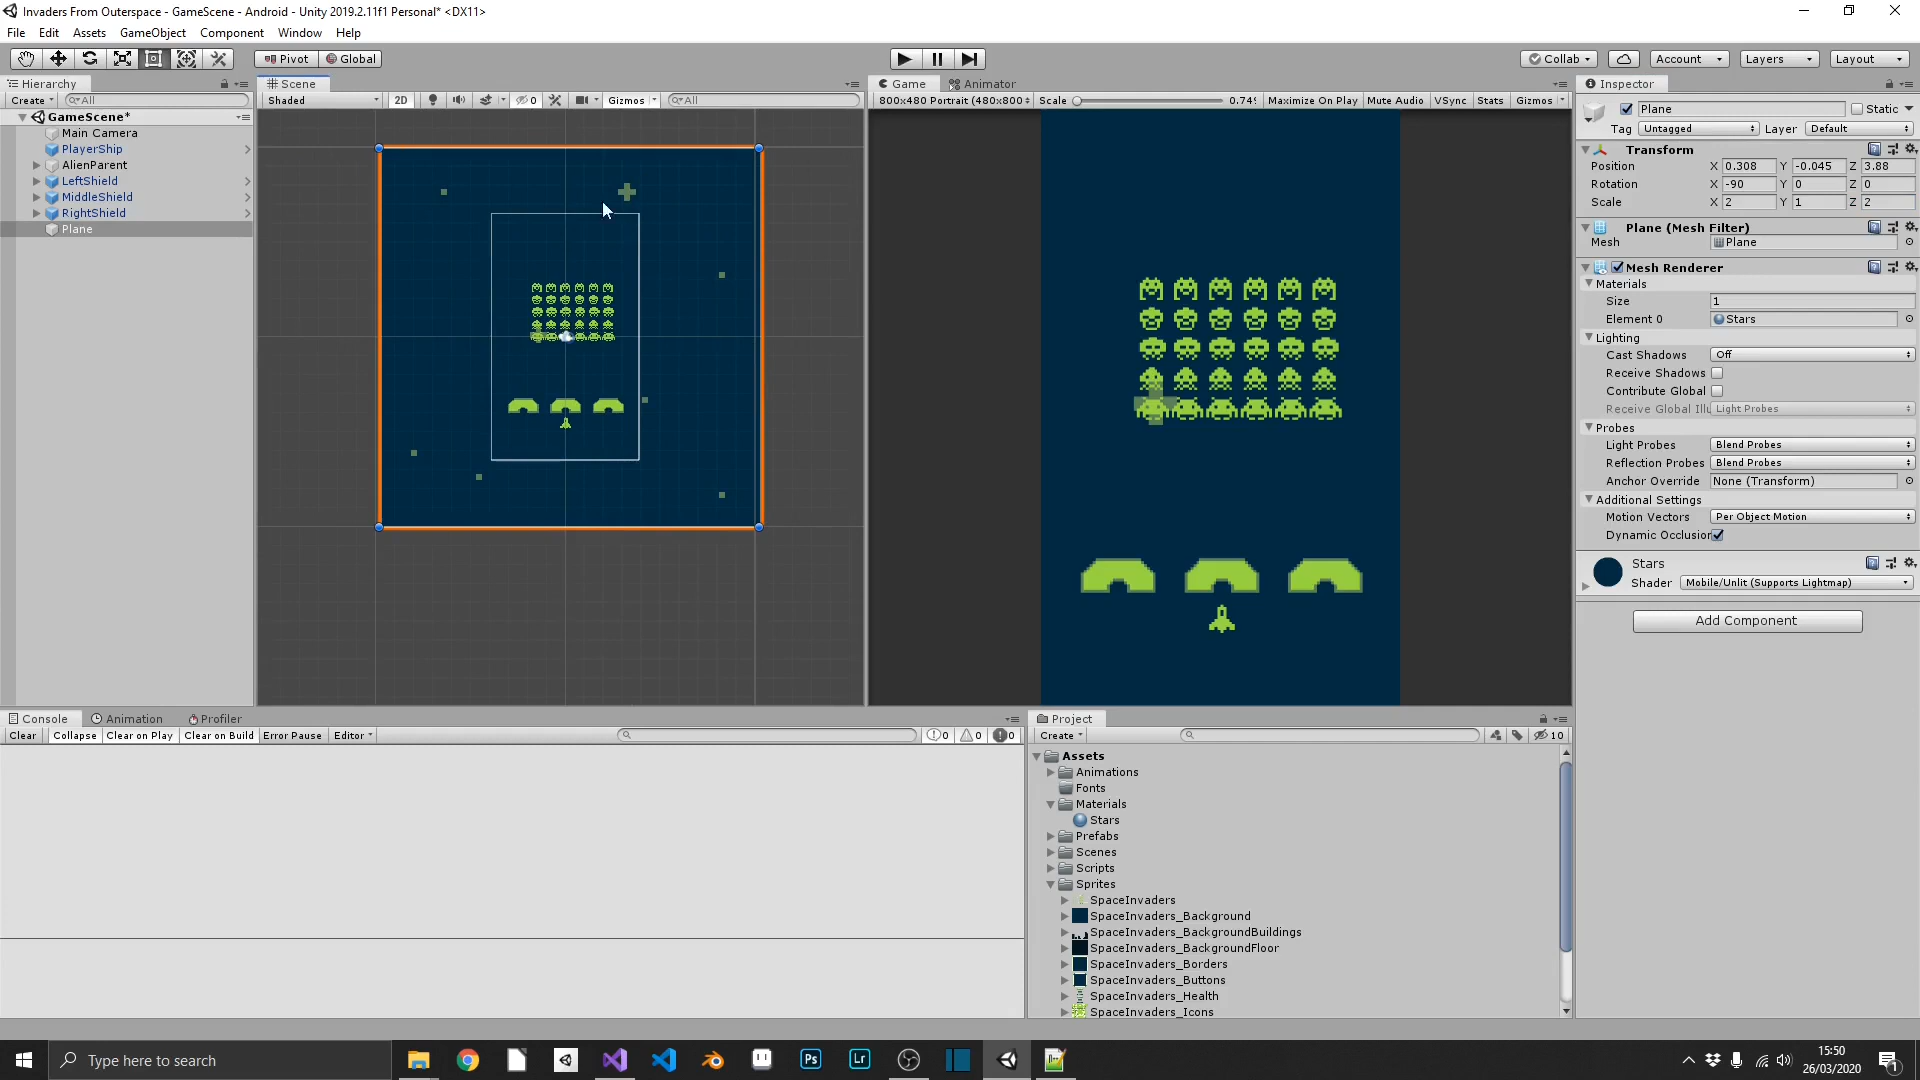 Invaders From Outerspace - GameScene - Android - Unity 2019.2.11f1 Personal* <DX11>
File Edit Assets GameObject Component Window Help
Pivot Global Collab Account Layers Layout
Hierarchy
Create All
GameScene*
Main Camera
PlayerShip
AlienParent
LeftShield
MiddleShield
RightShield
Plane
Scene
Shaded 2D 0 Gizmos All
Game Animator
800x480 Portrait (480x800 Scale 0.74 Maximize On Play Mute Audio VSync Stats Gizmos
Inspector
Plane Static
Tag Untagged Layer Default
Transform
Position X 0.308 Y -0.045 Z 3.88
Rotation X -90 Y 0 Z 0
Scale X 2 Y 1 Z 2
Plane (Mesh Filter)
Mesh Plane
Mesh Renderer
Materials
Size 1
Element 0 Stars
Lighting
Cast Shadows Off
Receive Shadows
Contribute Global
Receive Global Illu Light Probes
Probes
Light Probes Blend Probes
Reflection Probes Blend Probes
Anchor Override None (Transform)
Additional Settings
Motion Vectors Per Object Motion
Dynamic Occlusion
Stars
Shader Mobile/Unlit (Supports Lightmap)
Add Component
Console Animation Profiler
Clear Collapse Clear on Play Clear on Build Error Pause Editor 0 0 0
Project
Create 10
Assets
Animations
Fonts
Materials
Stars
Prefabs
Scenes
Scripts
Sprites
SpaceInvaders
SpaceInvaders_Background
SpaceInvaders_BackgroundBuildings
SpaceInvaders_BackgroundFloor
SpaceInvaders_Borders
SpaceInvaders_Buttons
SpaceInvaders_Health
SpaceInvaders_Icons
Type here to search
Ps Lr
15:50
26/03/2020
1